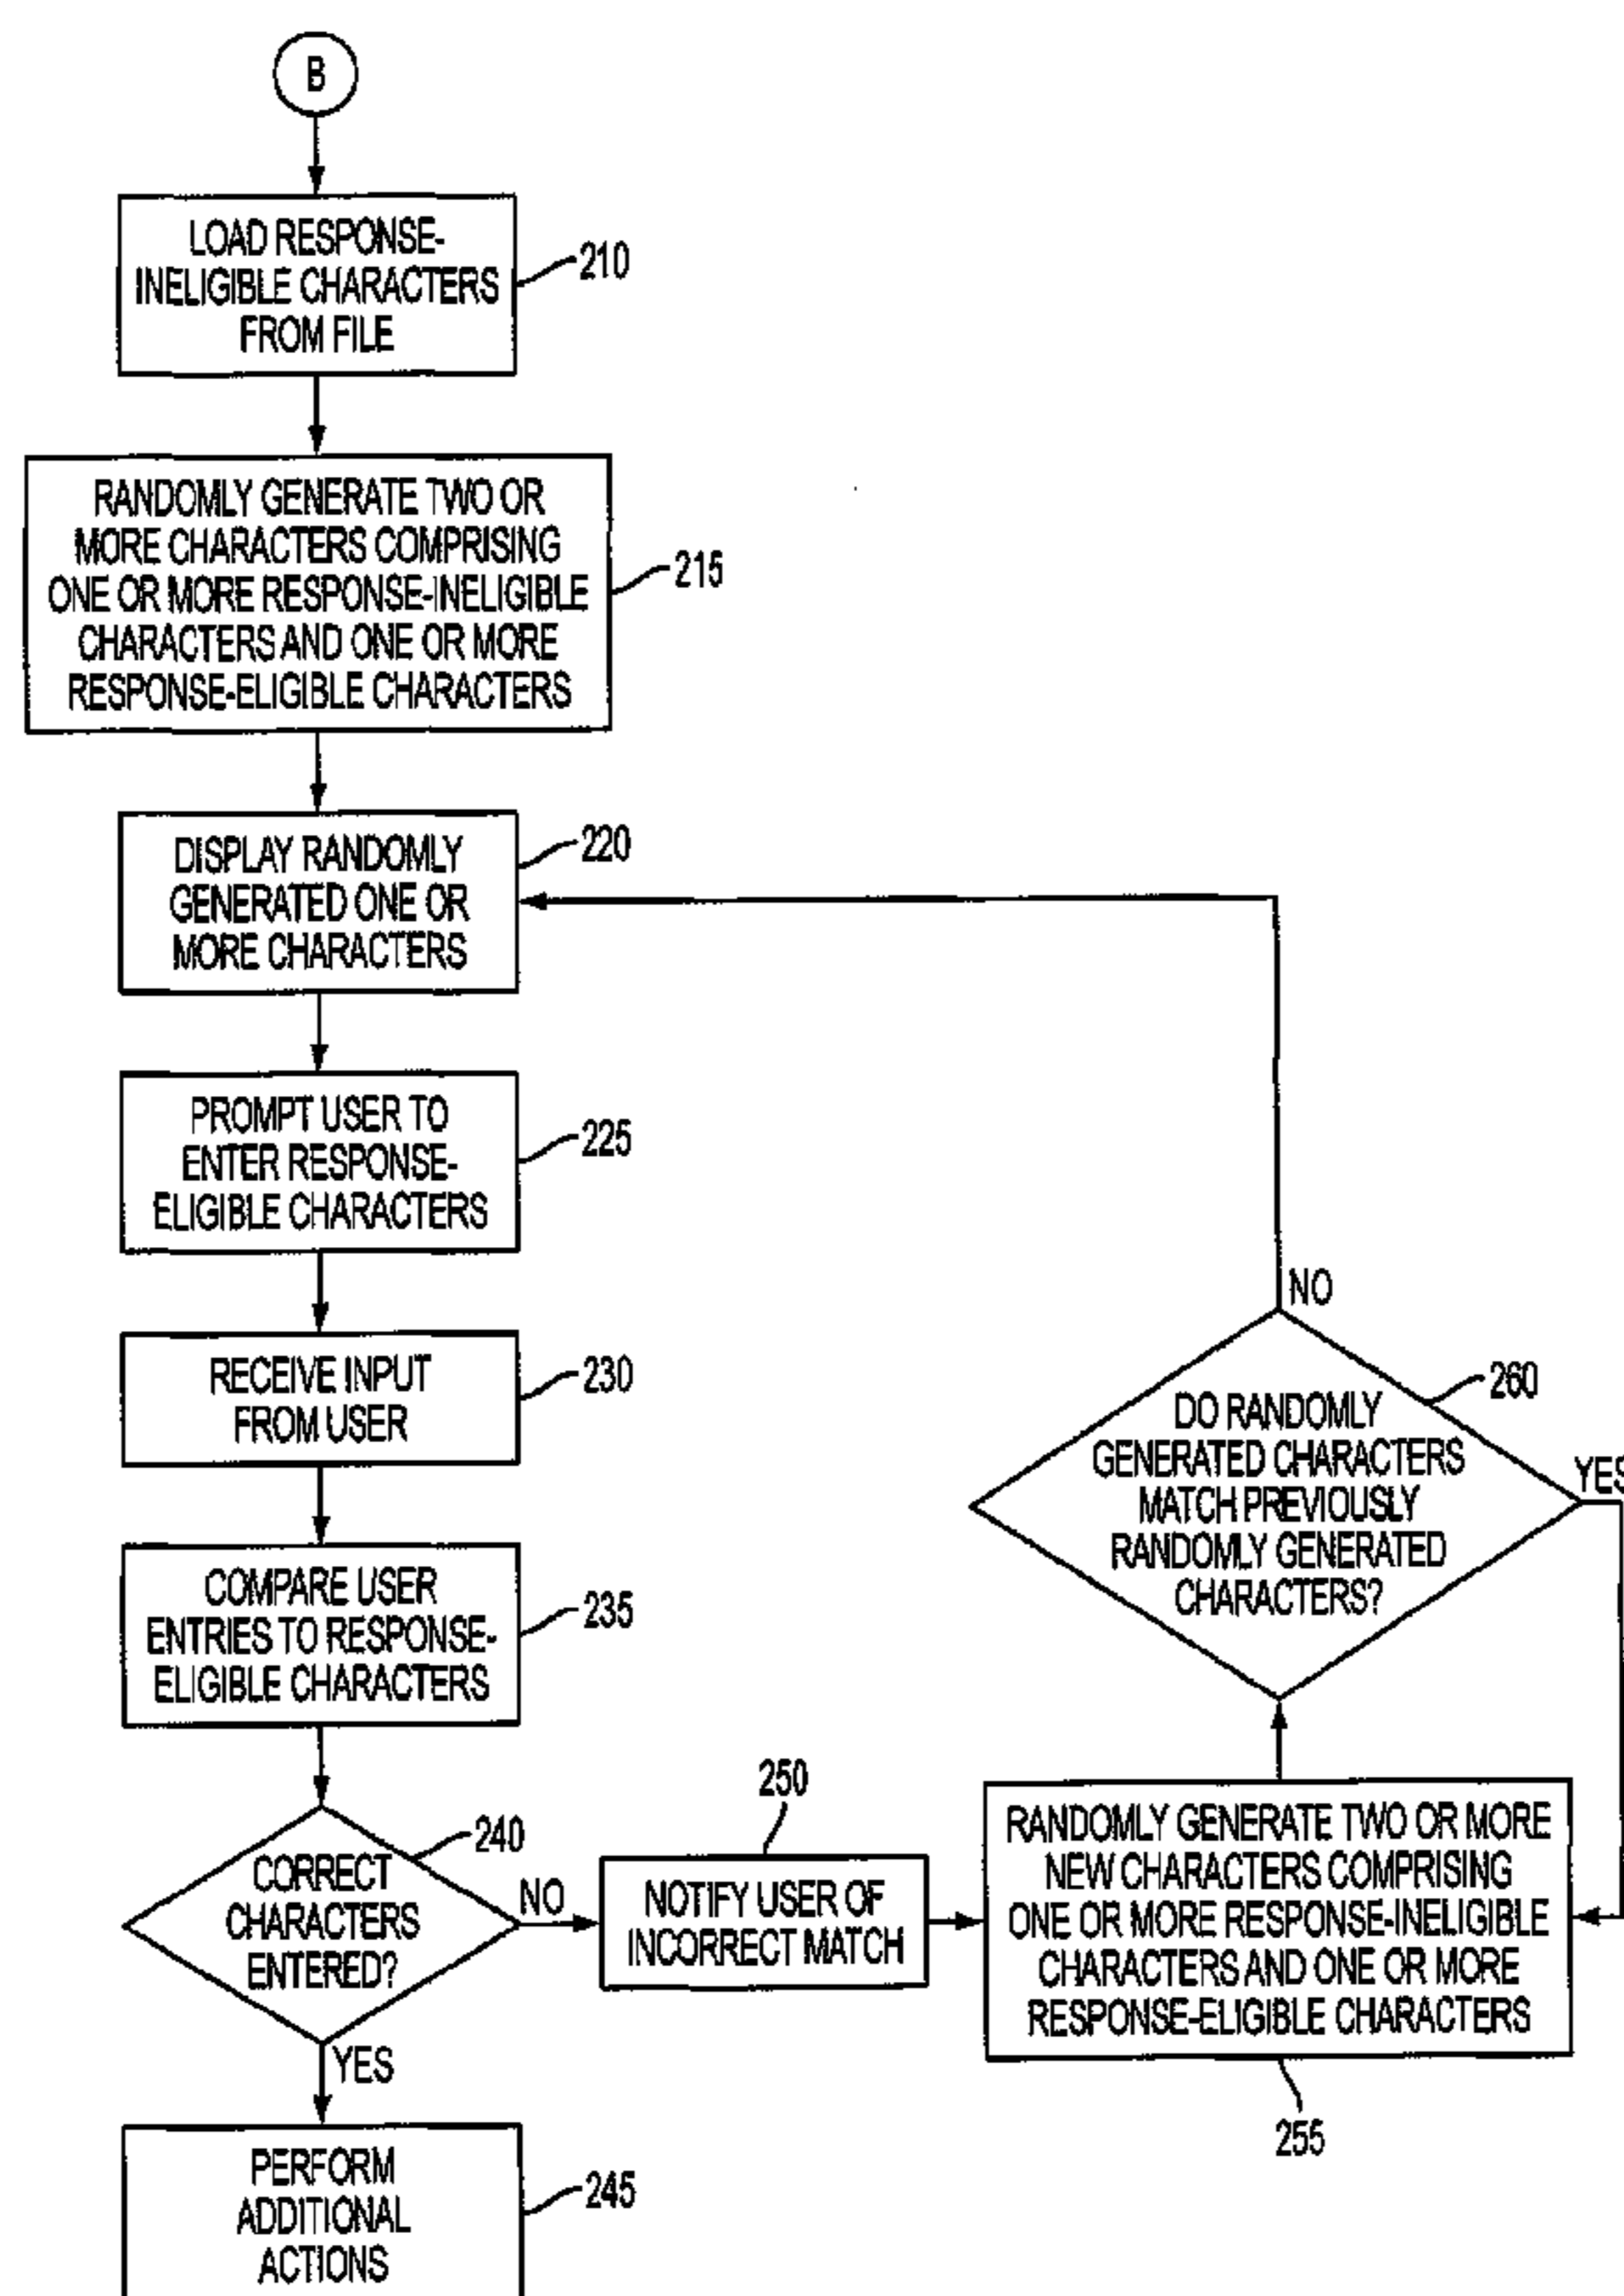 B
LOAD RESPONSE-
INELIGIBLE CHARACTERS
FROM FILE
210
RANDOMLY GENERATE TWO OR
MORE CHARACTERS COMPRISING
ONE OR MORE RESPONSE-INELIGIBLE
CHARACTERS AND ONE OR MORE
RESPONSE-ELIGIBLE CHARACTERS
215
DISPLAY RANDOMLY
GENERATED ONE OR
MORE CHARACTERS
220
PROMPT USER TO
ENTER RESPONSE-
ELIGIBLE CHARACTERS
225
RECEIVE INPUT
FROM USER
230
COMPARE USER
ENTRIES TO RESPONSE-
ELIGIBLE CHARACTERS
235
CORRECT
CHARACTERS
ENTERED?
240
NO
YES
PERFORM
ADDITIONAL
ACTIONS
245
250
NOTIFY USER OF
INCORRECT MATCH
RANDOMLY GENERATE TWO OR MORE
NEW CHARACTERS COMPRISING
ONE OR MORE RESPONSE-INELIGIBLE
CHARACTERS AND ONE OR MORE
RESPONSE-ELIGIBLE CHARACTERS
255
DO RANDOMLY
GENERATED CHARACTERS
MATCH PREVIOUSLY
RANDOMLY GENERATED
CHARACTERS?
260
NO
YES